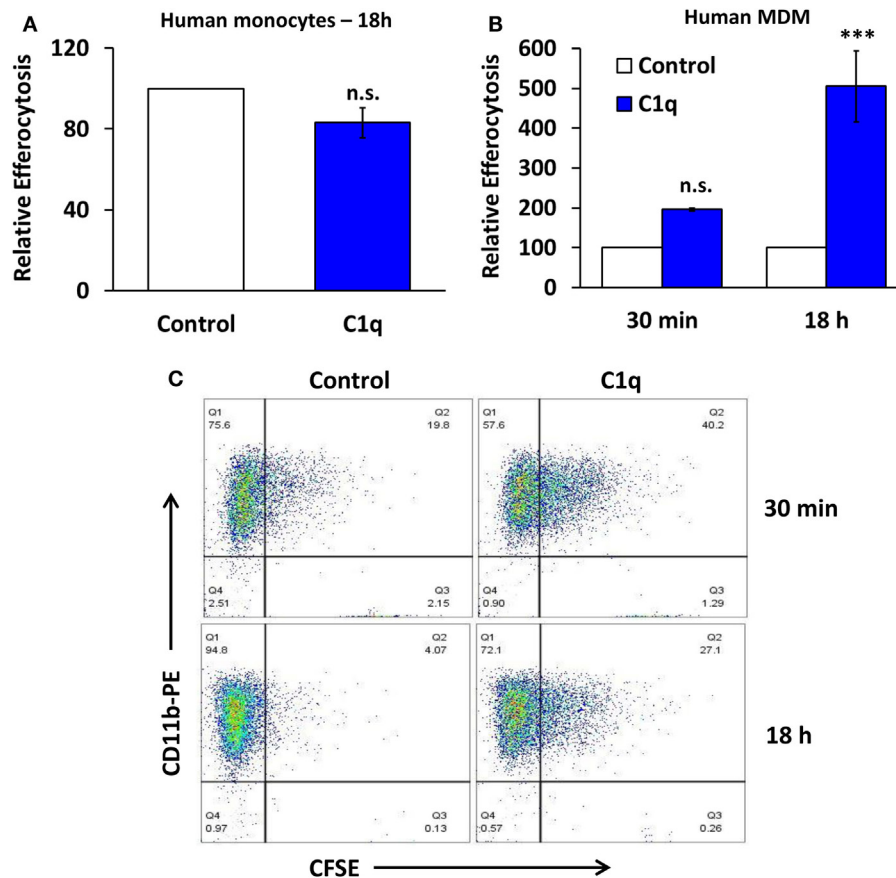 A
Human monocytes – 18h
Relative Efferocytosis
120
80
40
0
n.s.
Control
C1q
B
Human MDM
Relative Efferocytosis
600
500
400
300
200
100
0
Control
C1q
n.s.
***
30 min
18 h
C
Control
C1q
Q1
75.6
Q2
19.8
Q4
2.51
Q3
2.15
Q1
57.6
Q2
40.2
Q4
0.90
Q3
1.29
30 min
Q1
94.8
Q2
4.07
Q4
0.97
Q3
0.13
Q1
72.1
Q2
27.1
Q4
0.57
Q3
0.26
18 h
CD11b-PE
CFSE